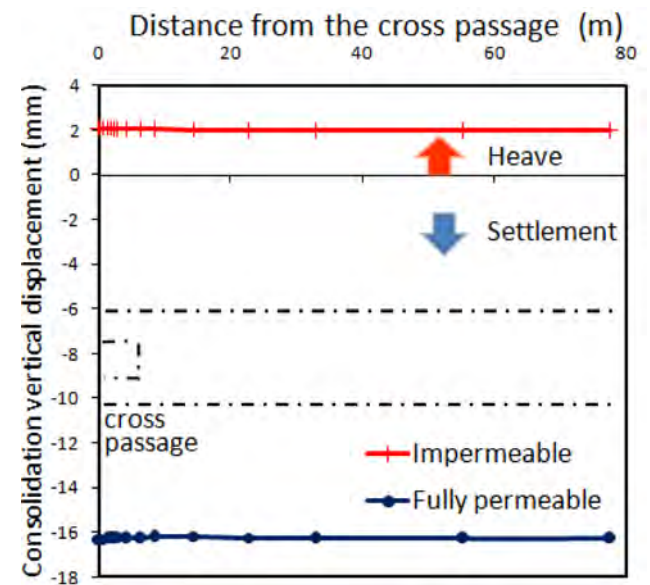 Distance from the cross passage (m)
0 20 40 60 80
Consolidation vertical displacement (mm)
4
2
0
-2
-4
-6
-8
-10
-12
-14
-16
-18
Heave
Settlement
cross
passage
Impermeable
Fully permeable